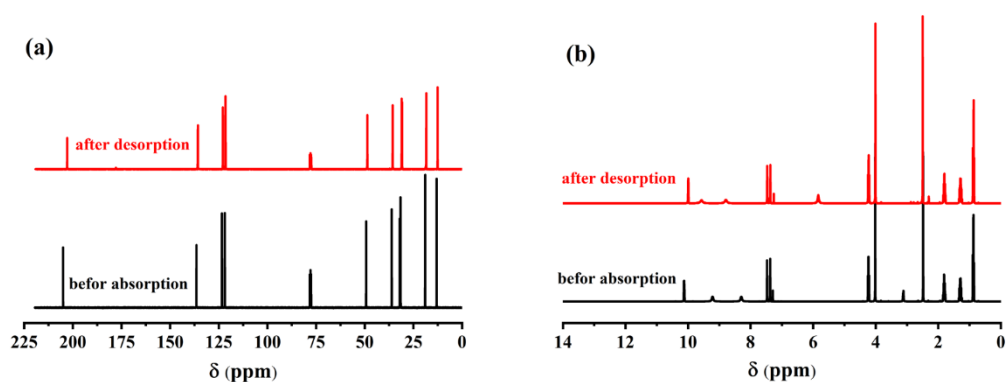 (a)
after desorption
befor absorption
225 200 175 150 125 100 75 50 25 0
δ (ppm)
(b)
after desorption
befor absorption
14 12 10 8 6 4 2 0
δ (ppm)